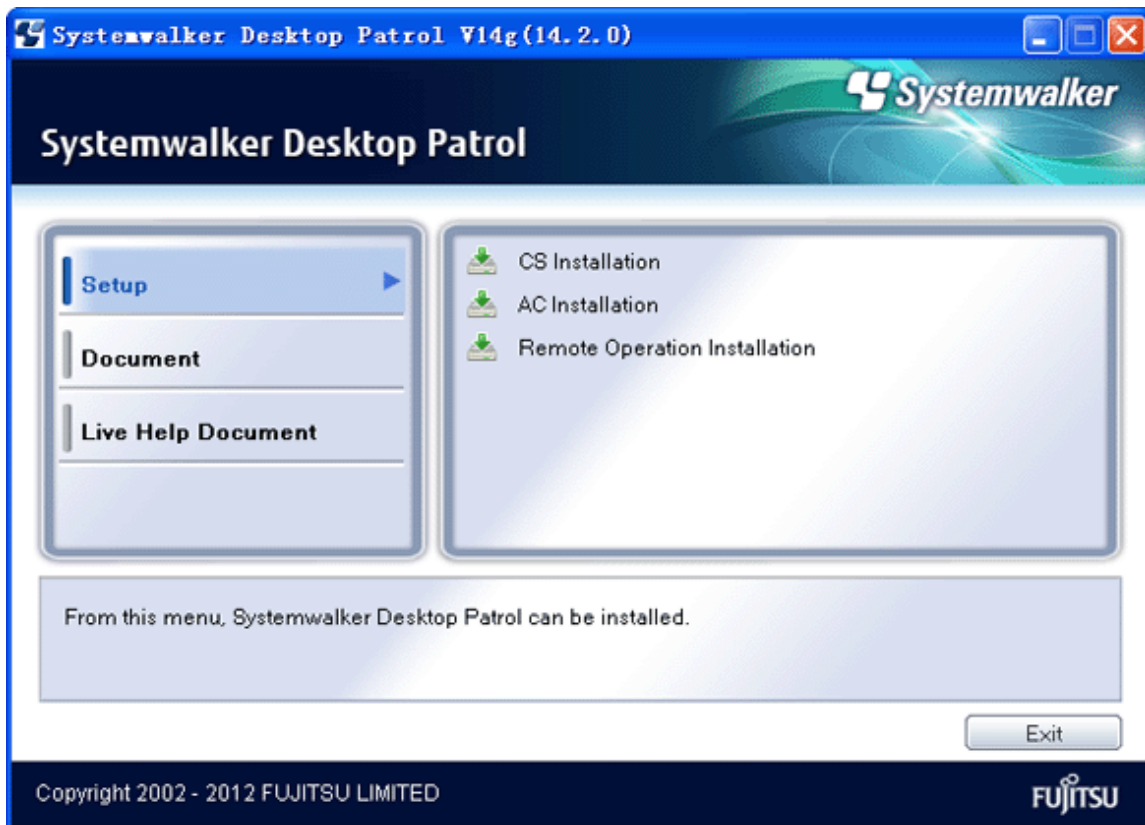 Systemwalker Desktop Patrol V14g(14.2.0)
Systemwalker
Systemwalker Desktop Patrol
Setup
Document
Live Help Document
CS Installation
AC Installation
Remote Operation Installation
From this menu, Systemwalker Desktop Patrol can be installed.
Exit
Copyright 2002 - 2012 FUJITSU LIMITED
FUJITSU